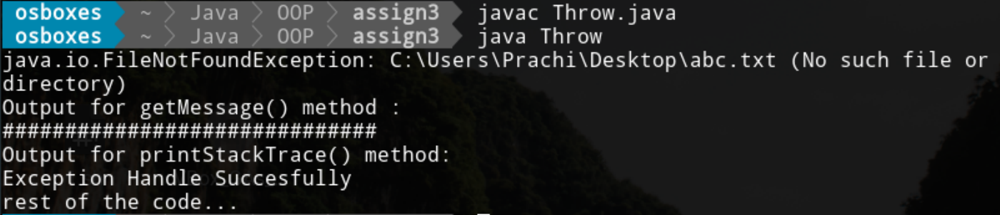 osboxes ~ Java OOP assign3 javac Throw.java
osboxes ~ Java OOP assign3 java Throw
java.io.FileNotFoundException: C:\Users\Prachi\Desktop\abc.txt (No such file or
directory)
Output for getMessage() method :
##############################
Output for printStackTrace() method:
Exception Handle Succesfully
rest of the code...